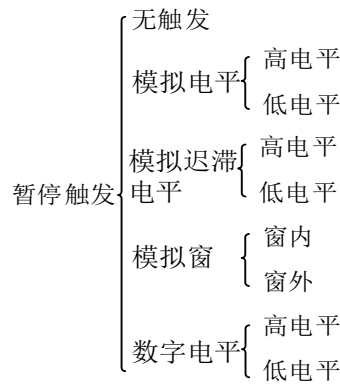 无触发
模拟电平
高电平
低电平
模拟迟滞
电平
高电平
低电平
暂停触发
模拟窗
窗内
窗外
数字电平
高电平
低电平